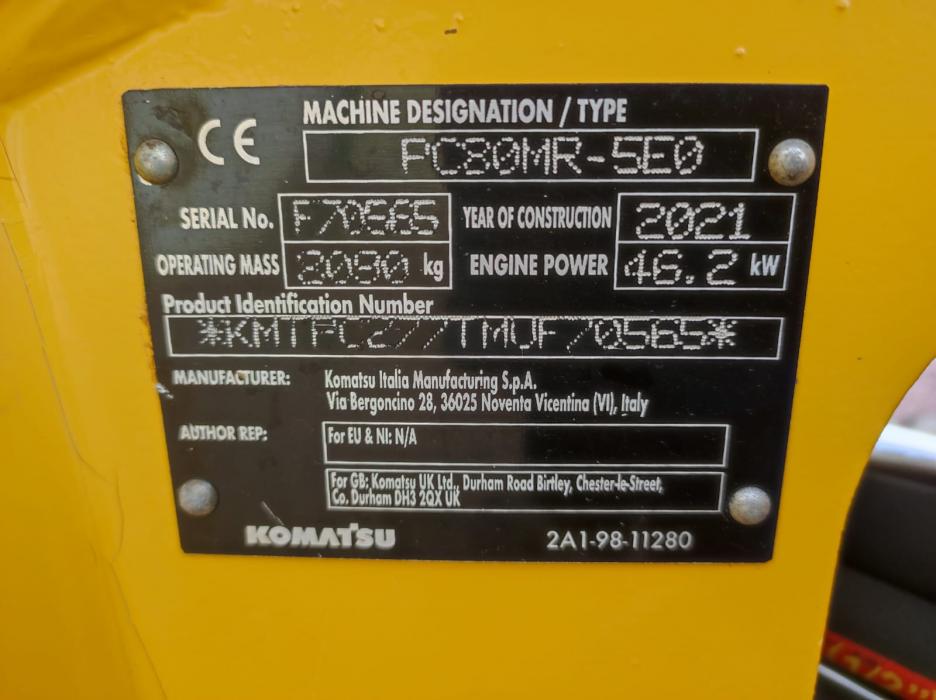 CE
MACHINE DESIGNATION / TYPE
PC80MR-5E0
SERIAL No. F70565 YEAR OF CONSTRUCTION 2021
OPERATING MASS 8080 kg ENGINE POWER 46.2 kW
Product Identification Number
*KMTPC277TMUF70565*
MANUFACTURER: Komatsu Italia Manufacturing S.p.A.
Via Bergoncino 28, 36025 Noventa Vicentina (VI), Italy
AUTHOR REP: For EU & NI: N/A
For GB: Komatsu UK Ltd., Durham Road Birtley, Chester-le-Street,
Co. Durham DH3 2QX UK
KOMATSU 2A1-98-11280